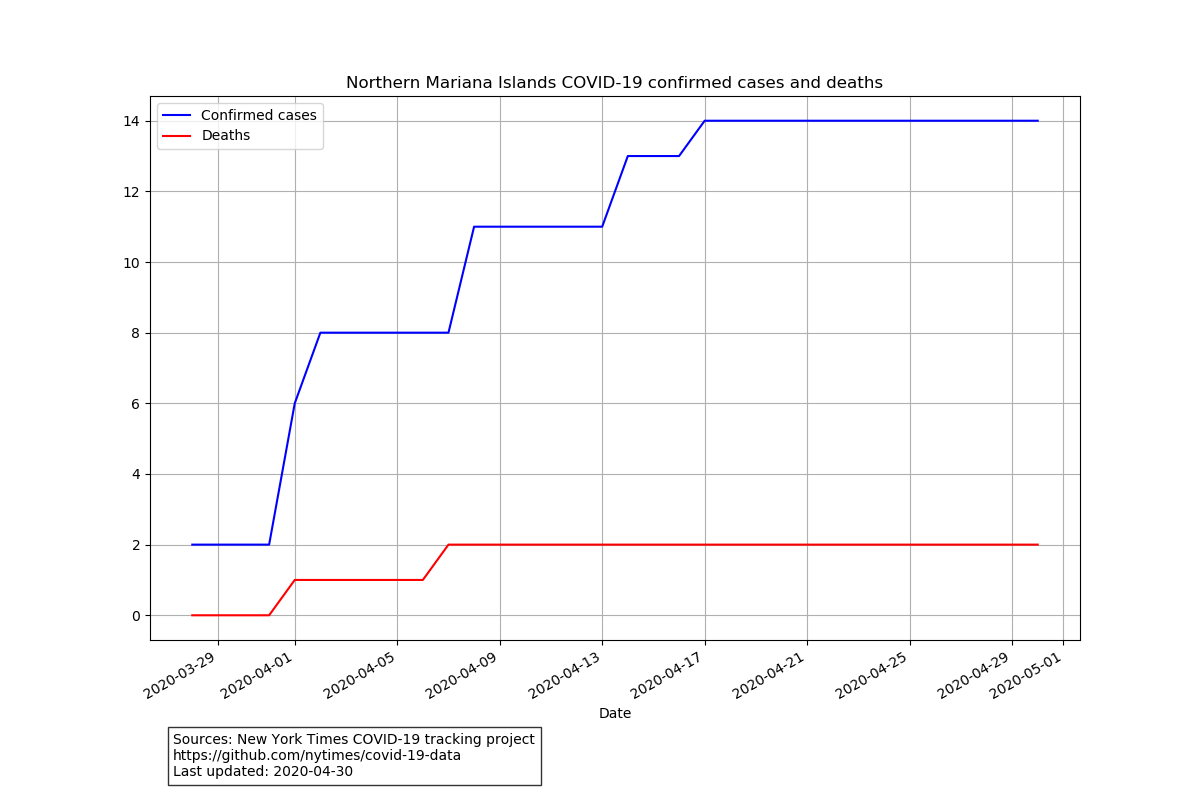 Northern Mariana Islands COVID-19 confirmed cases and deaths
Confirmed cases
Deaths
14
12
10
8
6
4
2
0
2020-03-29
2020-04-01
2020-04-05
2020-04-09
2020-04-13
2020-04-17
2020-04-21
2020-04-25
2020-04-29
2020-05-01
Date
Sources: New York Times COVID-19 tracking project
https://github.com/nytimes/covid-19-data
Last updated: 2020-04-30